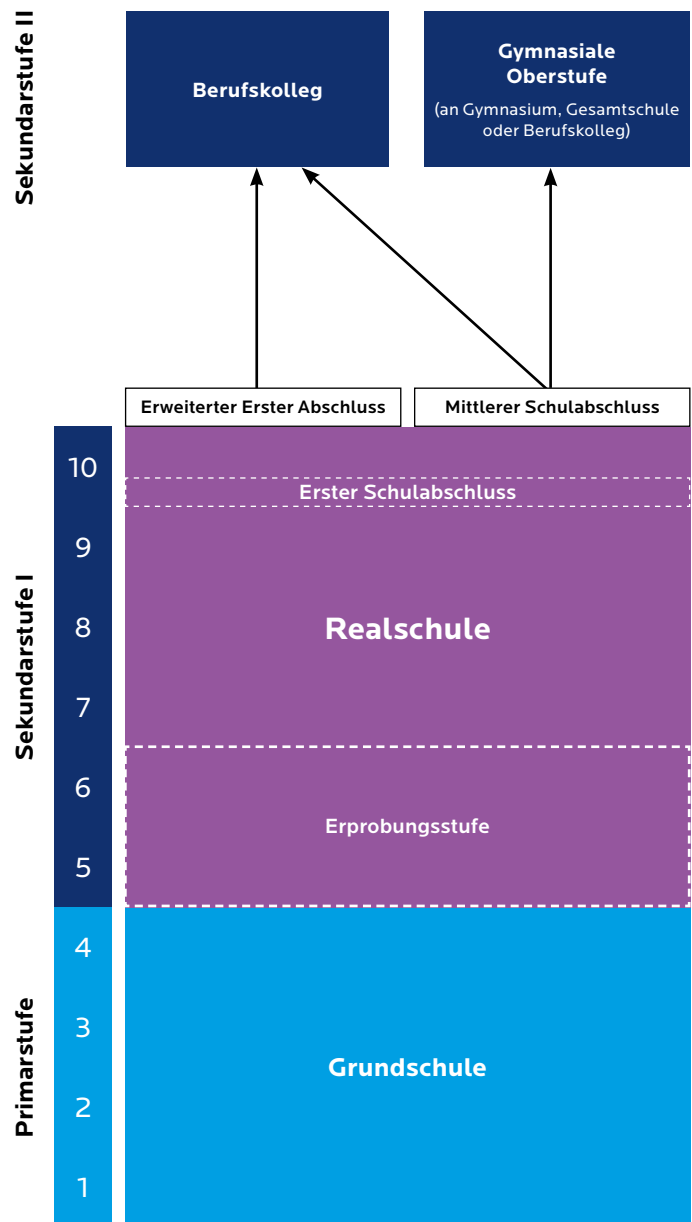 Sekundarstufe II
Berufskolleg
Gymnasiale
Oberstufe
(an Gymnasium, Gesamtschule
oder Berufskolleg)
Erweiterter Erster Abschluss
Mittlerer Schulabschluss
Sekundarstufe I
10
Erster Schulabschluss
9
8
Realschule
7
6
Erprobungsstufe
5
Primarstufe
4
3
Grundschule
2
1